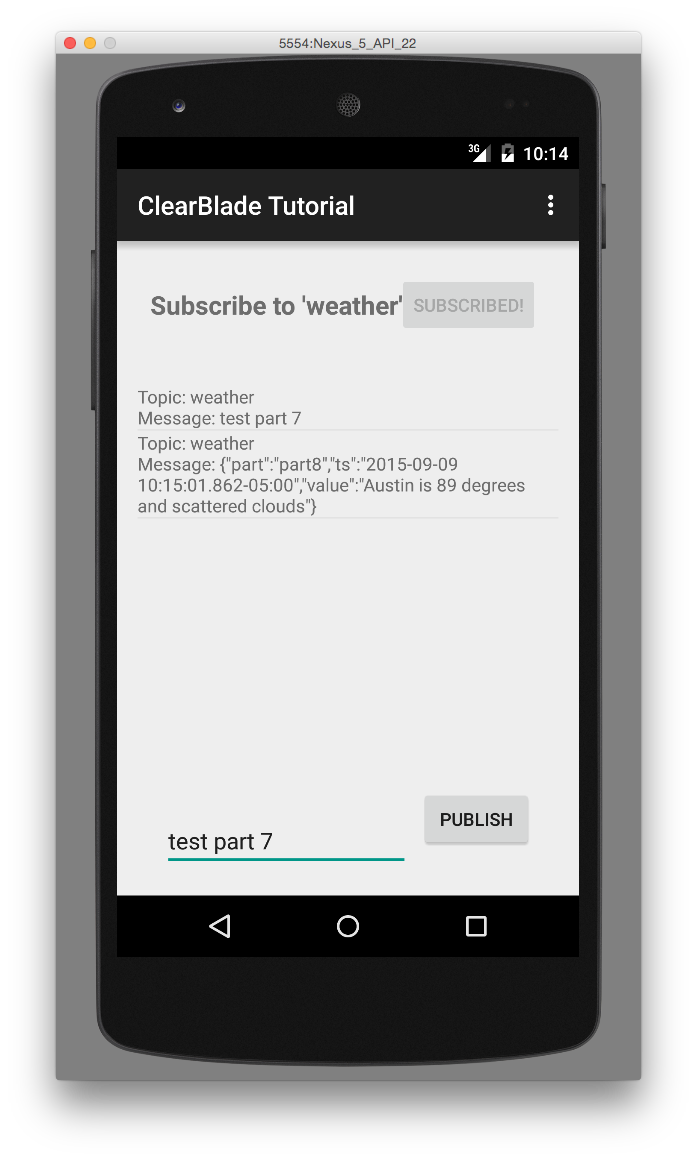 5554:Nexus_5_API_22
3G 10:14
ClearBlade Tutorial
Subscribe to 'weather' SUBSCRIBED!
Topic: weather
Message: test part 7
Topic: weather
Message: {"part":"part8","ts":"2015-09-09
10:15:01.862-05:00","value":"Austin is 89 degrees
and scattered clouds"}
PUBLISH
test part 7